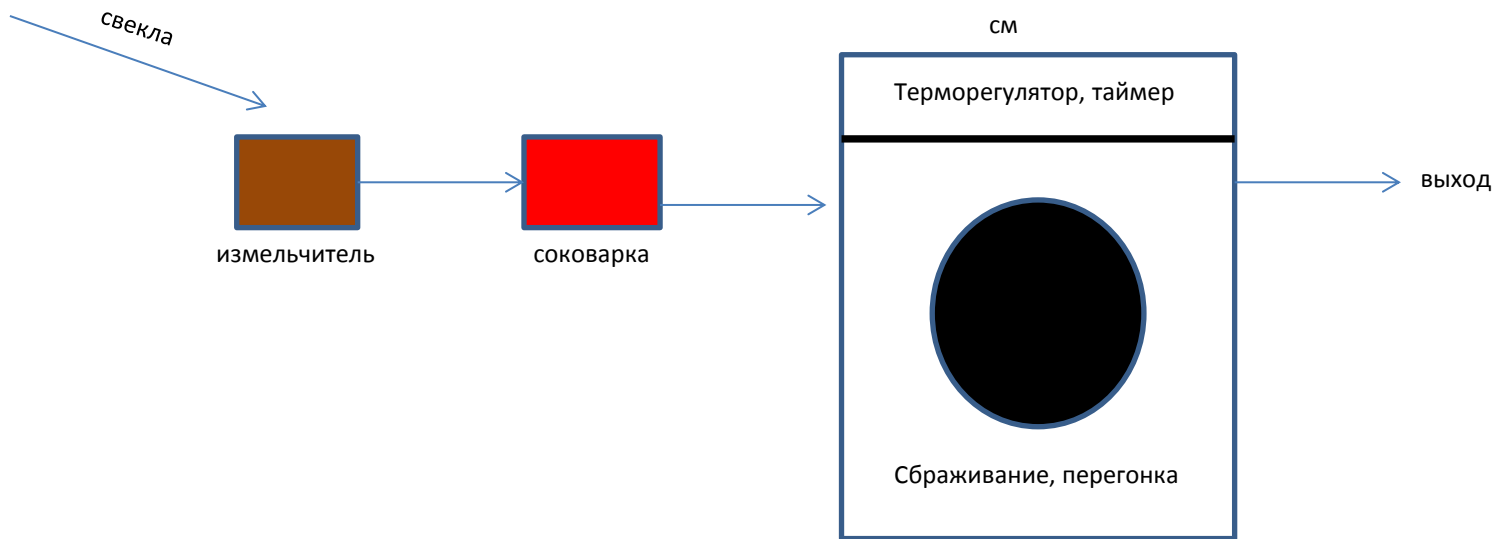 свекла
см
Терморегулятор, таймер
выход
измельчитель
соковарка
Сбраживание, перегонка